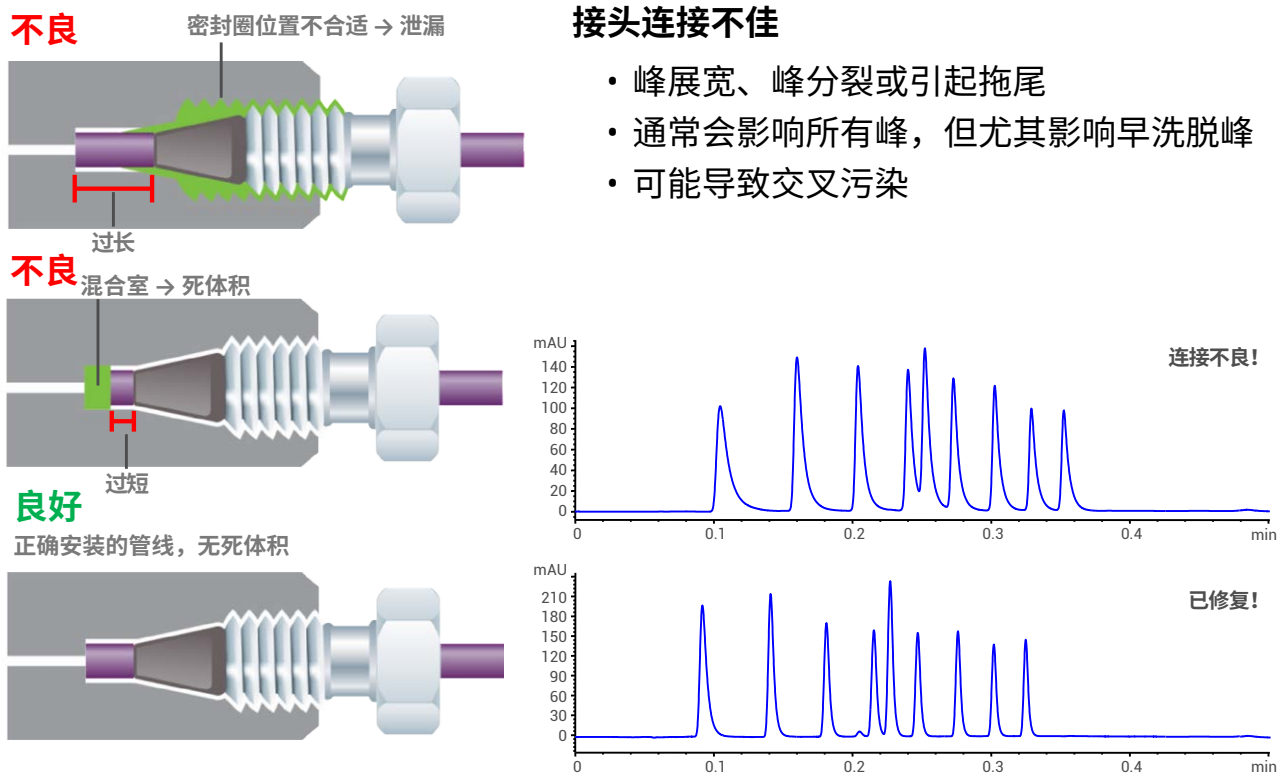 不良
密封圈位置不合适 → 泄漏
过长
不良
混合室 → 死体积
过短
良好
正确安装的管线，无死体积
接头连接不佳
• 峰展宽、峰分裂或引起拖尾
• 通常会影响所有峰，但尤其影响早洗脱峰
• 可能导致交叉污染
mAU
连接不良！
140
120
100
80
60
40
20
0
0 0.1 0.2 0.3 0.4 min
mAU
已修复！
210
180
150
120
90
60
30
0
0 0.1 0.2 0.3 0.4 min